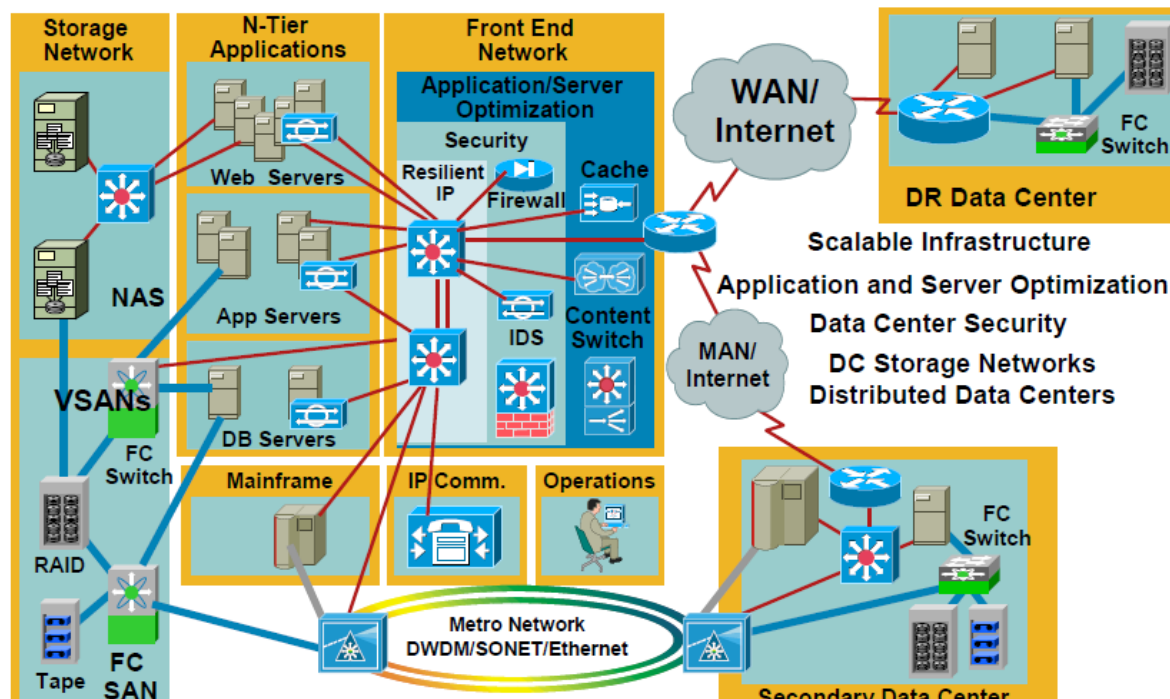 Storage
Network
NAS
VSANs
FC
Switch
RAID
Tape
FC
SAN
N-Tier
Applications
Web Servers
App Servers
DB Servers
Mainframe
Front End
Network
Application/Server
Optimization
Security
Resilient
IP
Firewall
Cache
IDS
Content
Switch
IP Comm.
Operations
WAN/
Internet
MAN/
Internet
FC
Switch
DR Data Center
Scalable Infrastructure
Application and Server Optimization
Data Center Security
DC Storage Networks
Distributed Data Centers
Metro Network
DWDM/SONET/Ethernet
FC
Switch
Secondary Data Center